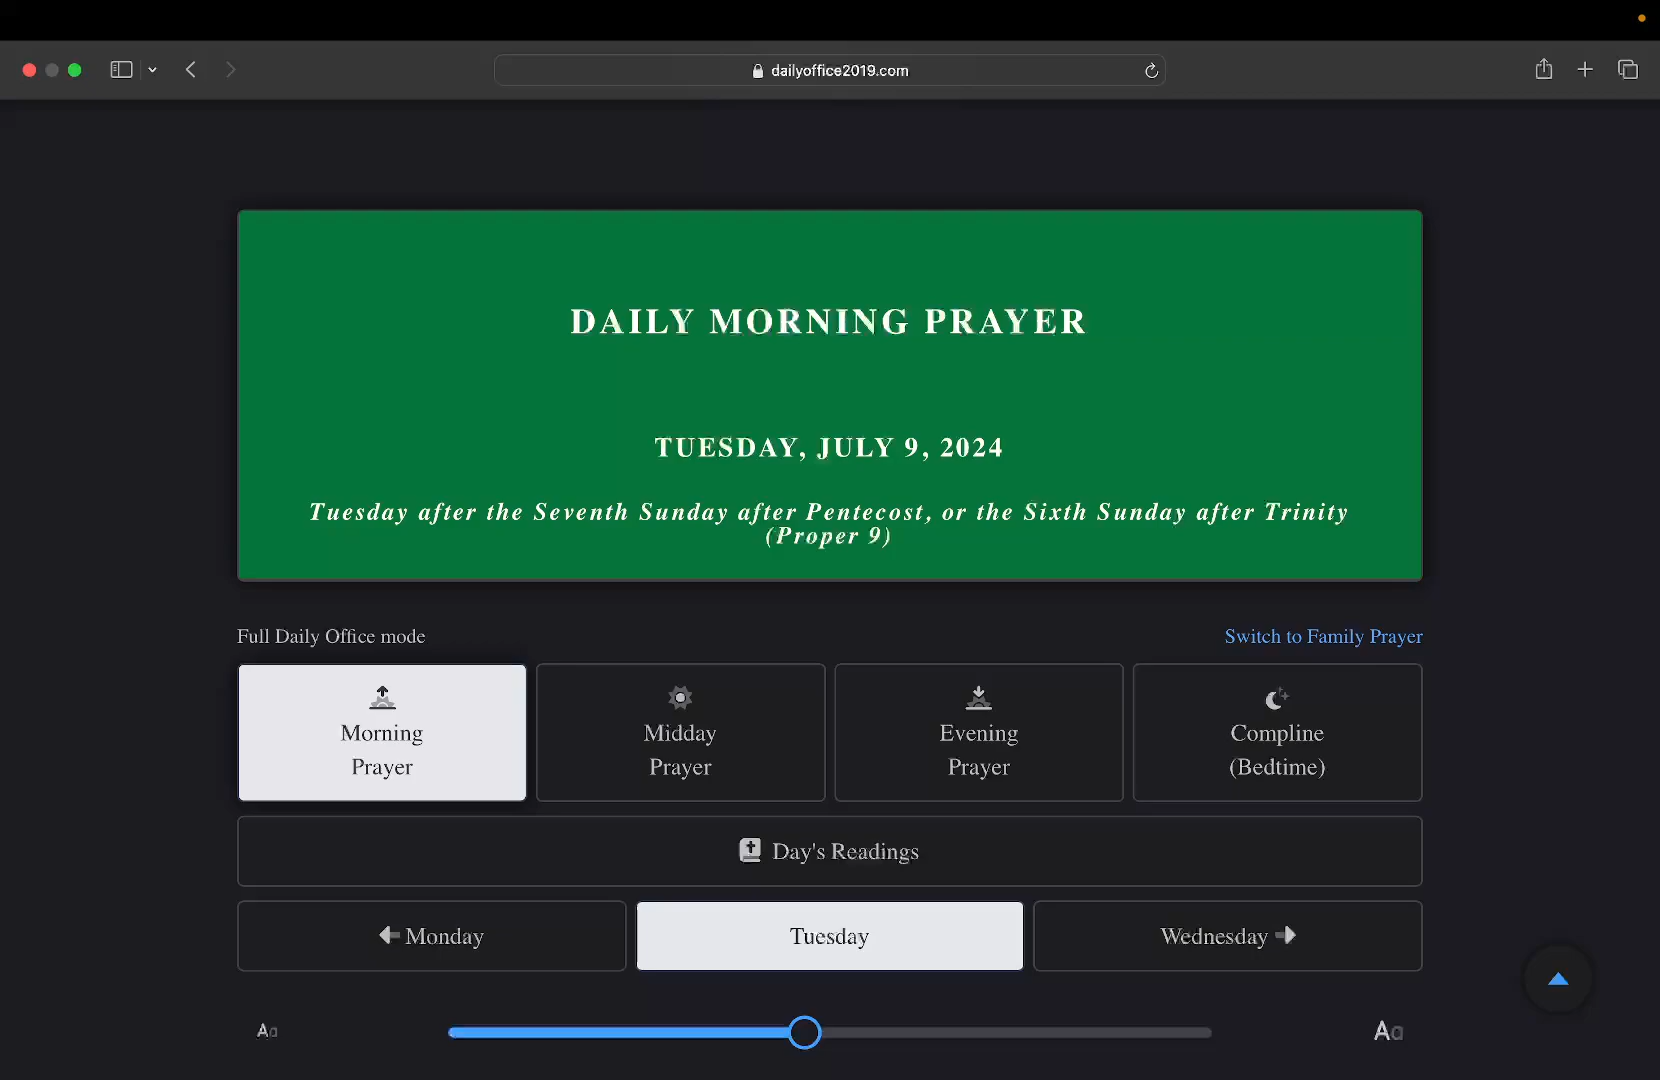 dailyoffice2019.com
DAILY MORNING PRAYER
TUESDAY, JULY 9, 2024
Tuesday after the Seventh Sunday after Pentecost, or the Sixth Sunday after Trinity
(Proper 9)
Full Daily Office mode
Switch to Family Prayer
Morning
Prayer
Midday
Prayer
Evening
Prayer
Compline
(Bedtime)
Day's Readings
Monday
Tuesday
Wednesday
Aa
Aa